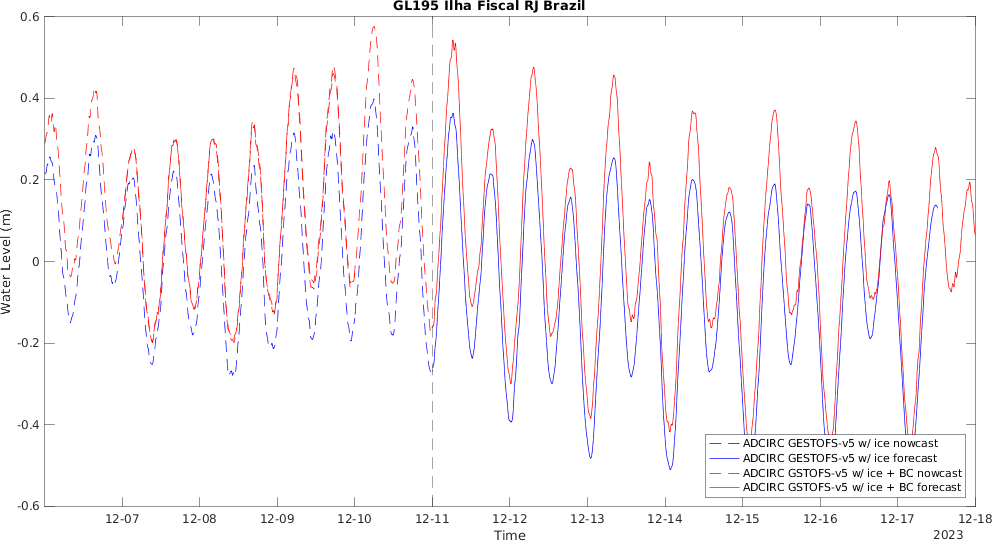 GL195 Ilha Fiscal RJ Brazil
0.6
0.4
0.2
0
-0.2
-0.4
-0.6
Water Level (m)
ADCIRC GESTOFS-v5 w/ ice nowcast
ADCIRC GESTOFS-v5 w/ ice forecast
ADCIRC GSTOFS-v5 w/ ice + BC nowcast
ADCIRC GSTOFS-v5 w/ ice + BC forecast
12-07 12-08 12-09 12-10 12-11 12-12 12-13 12-14 12-15 12-16 12-17 12-18
Time
2023